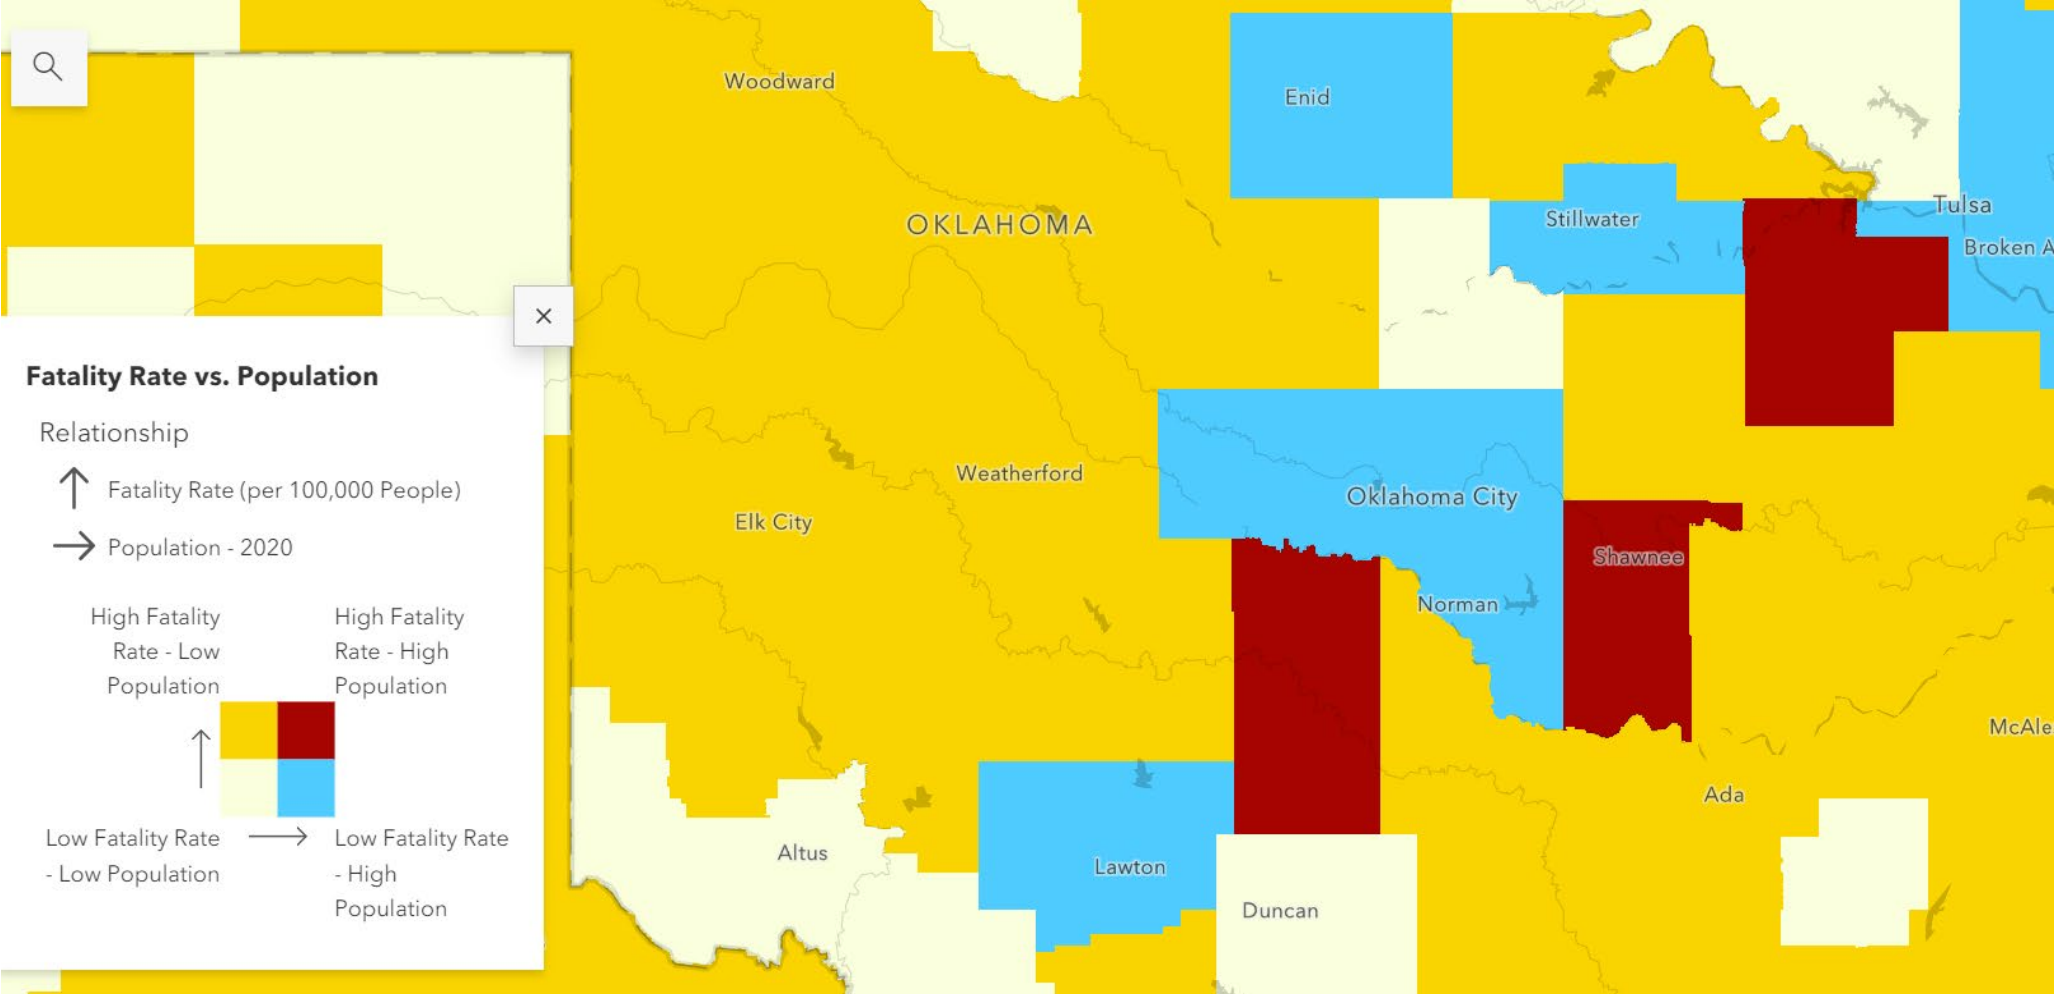 Woodward
Enid
OKLAHOMA
Stillwater
Tulsa
Fatality Rate vs. Population
Relationship
Fatality Rate (per 100,000 People)
Population - 2020
High Fatality
Rate - Low
Population
High Fatality
Rate - High
Population
Low Fatality Rate
- Low Population
Low Fatality Rate
- High
Population
Weatherford
Oklahoma City
Elk City
Shawnee
Norman
Ada
Altus
Lawton
Duncan
Broken A
McAle